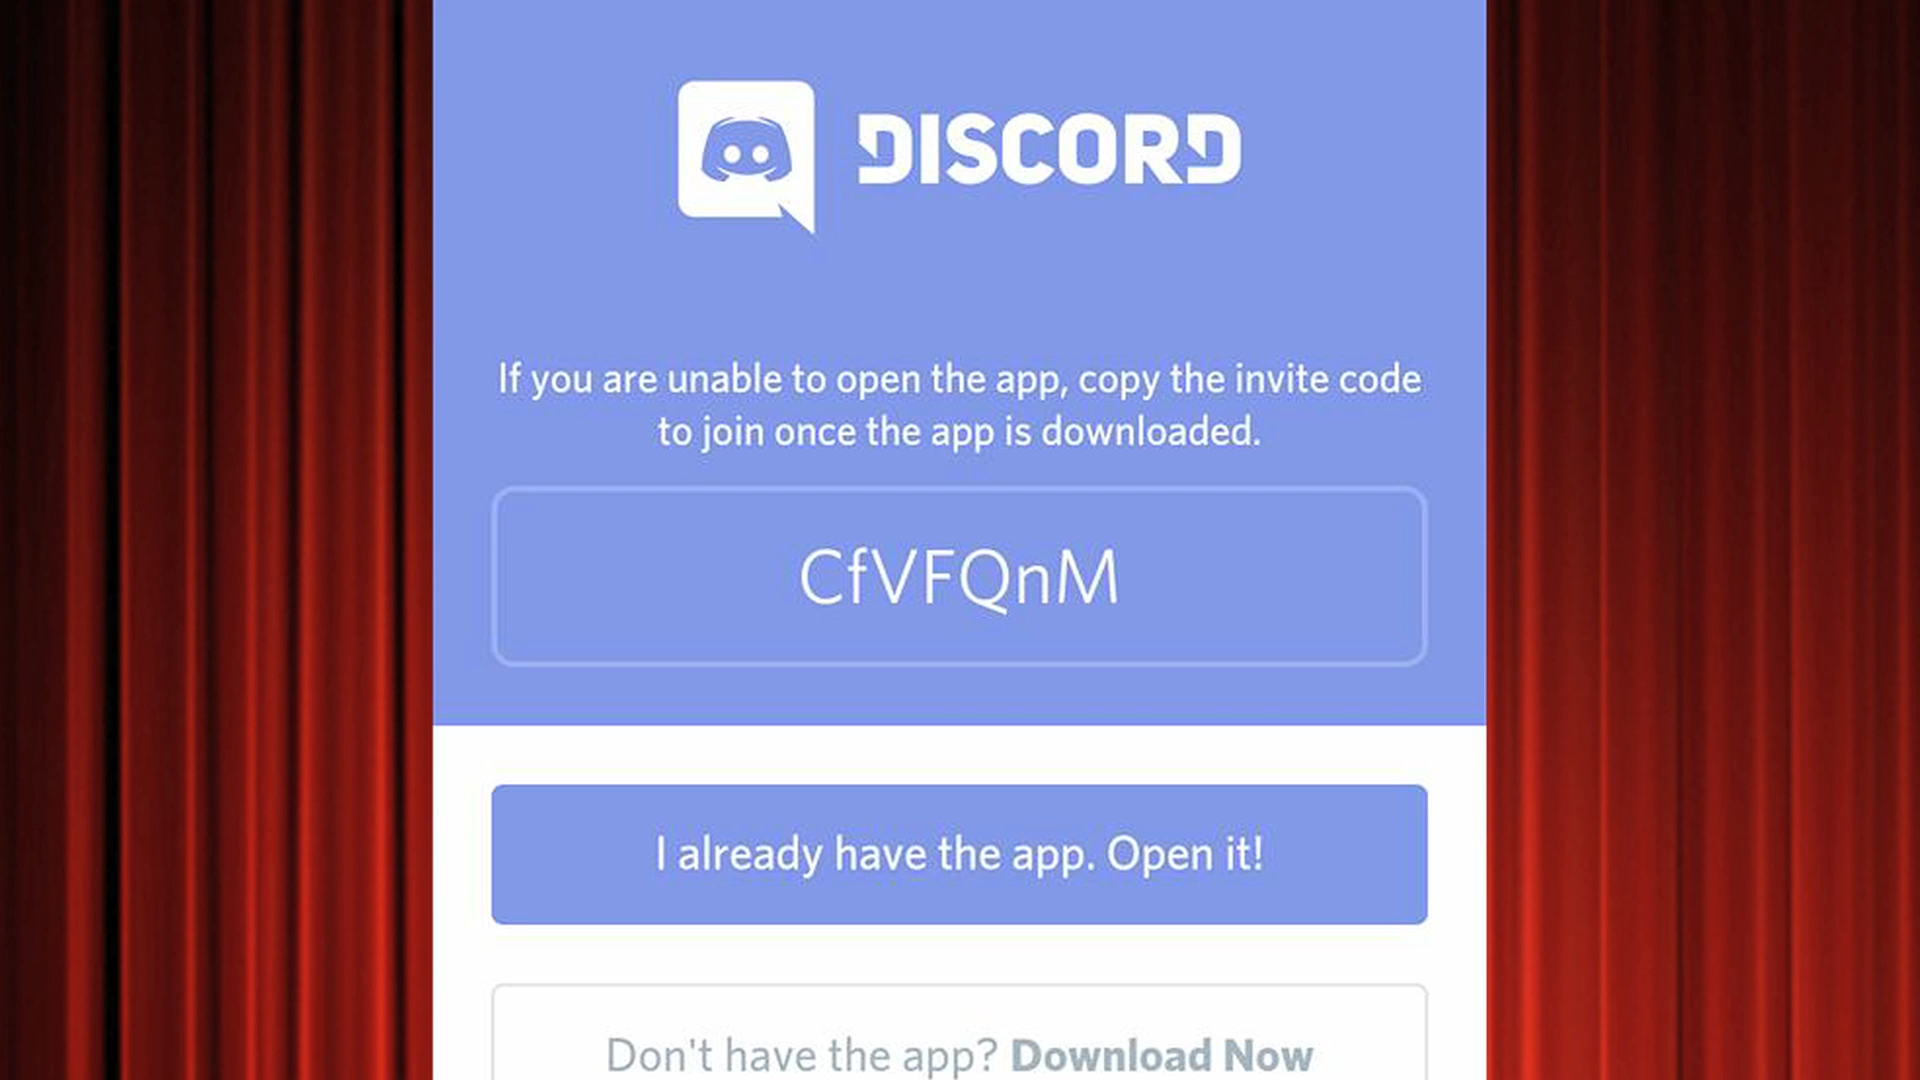 DISCORD
If you are unable to open the app, copy the invite code
to join once the app is downloaded.
CfVFQnM
I already have the app. Open it!
Don't have the app? Download Now